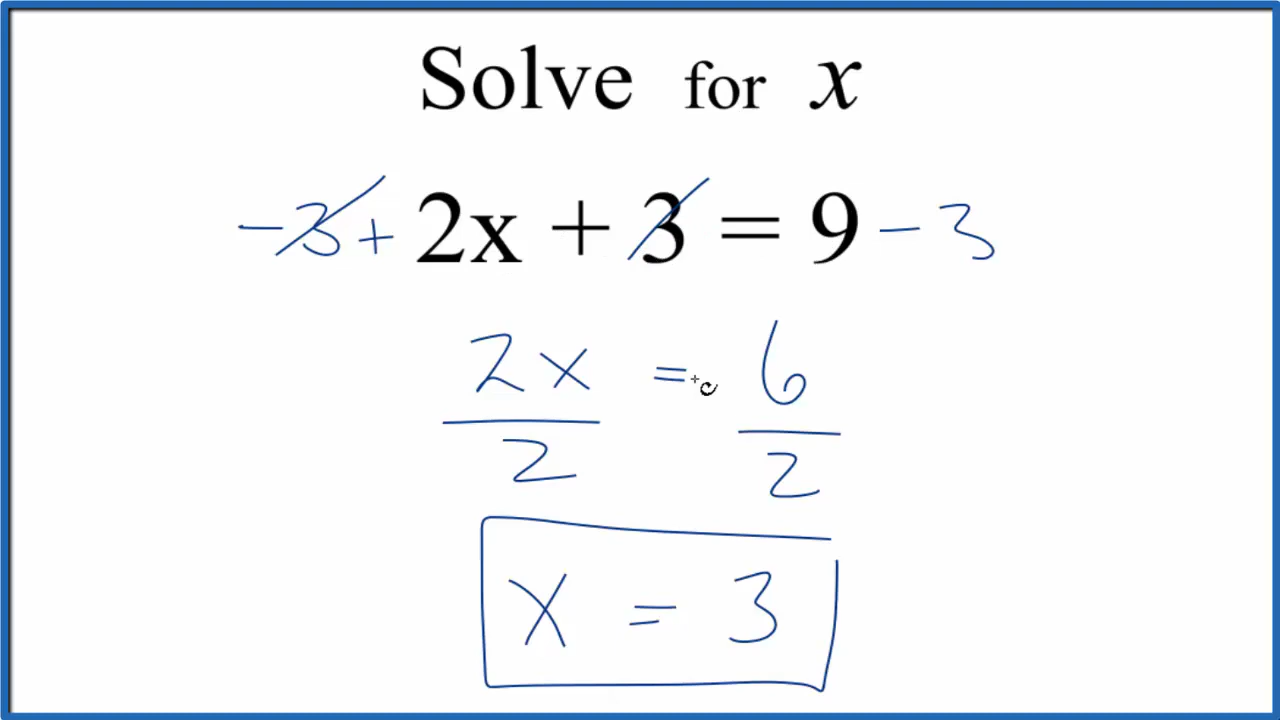 Solve for x
-3+ 2x + 3 = 9 - 3
2x = 6
2 2
x = 3